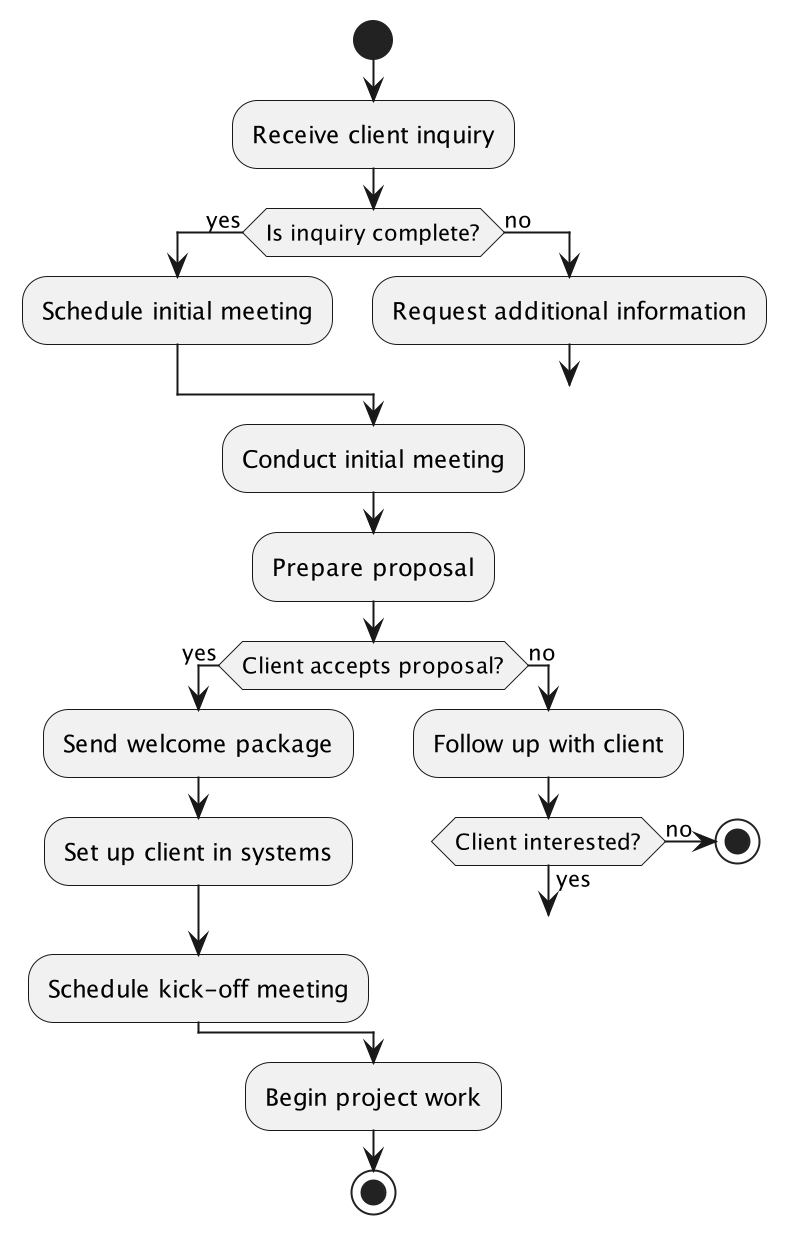 Receive client inquiry
yes
Is inquiry complete?
no
Schedule initial meeting
Request additional information
Conduct initial meeting
Prepare proposal
yes
Client accepts proposal?
no
Send welcome package
Follow up with client
Set up client in systems
Client interested?
no
yes
Schedule kick-off meeting
Begin project work